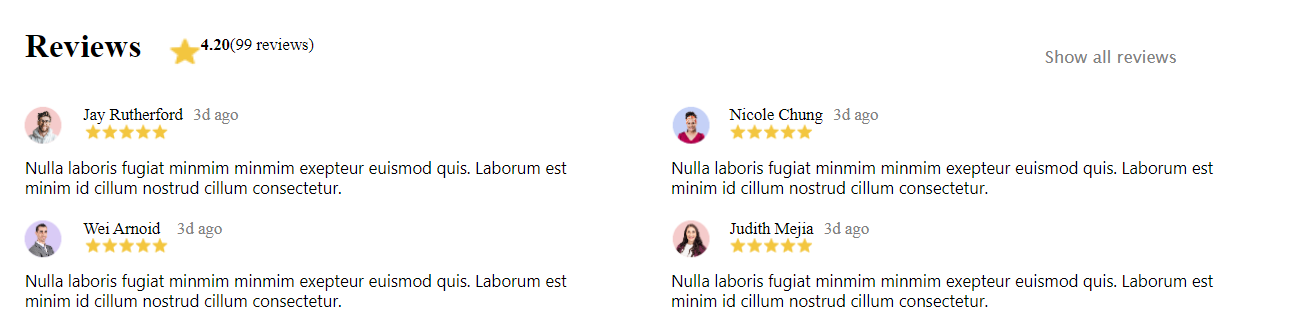 Reviews 4.20(99 reviews)
Show all reviews
Jay Rutherford 3d ago
Nulla laboris fugiat minmim minmim exepteur euismod quis. Laborum est
minim id cillum nostrud cillum consectetur.
Nicole Chung 3d ago
Nulla laboris fugiat minmim minmim exepteur euismod quis. Laborum est
minim id cillum nostrud cillum consectetur.
Wei Arnoid 3d ago
Nulla laboris fugiat minmim minmim exepteur euismod quis. Laborum est
minim id cillum nostrud cillum consectetur.
Judith Mejia 3d ago
Nulla laboris fugiat minmim minmim exepteur euismod quis. Laborum est
minim id cillum nostrud cillum consectetur.